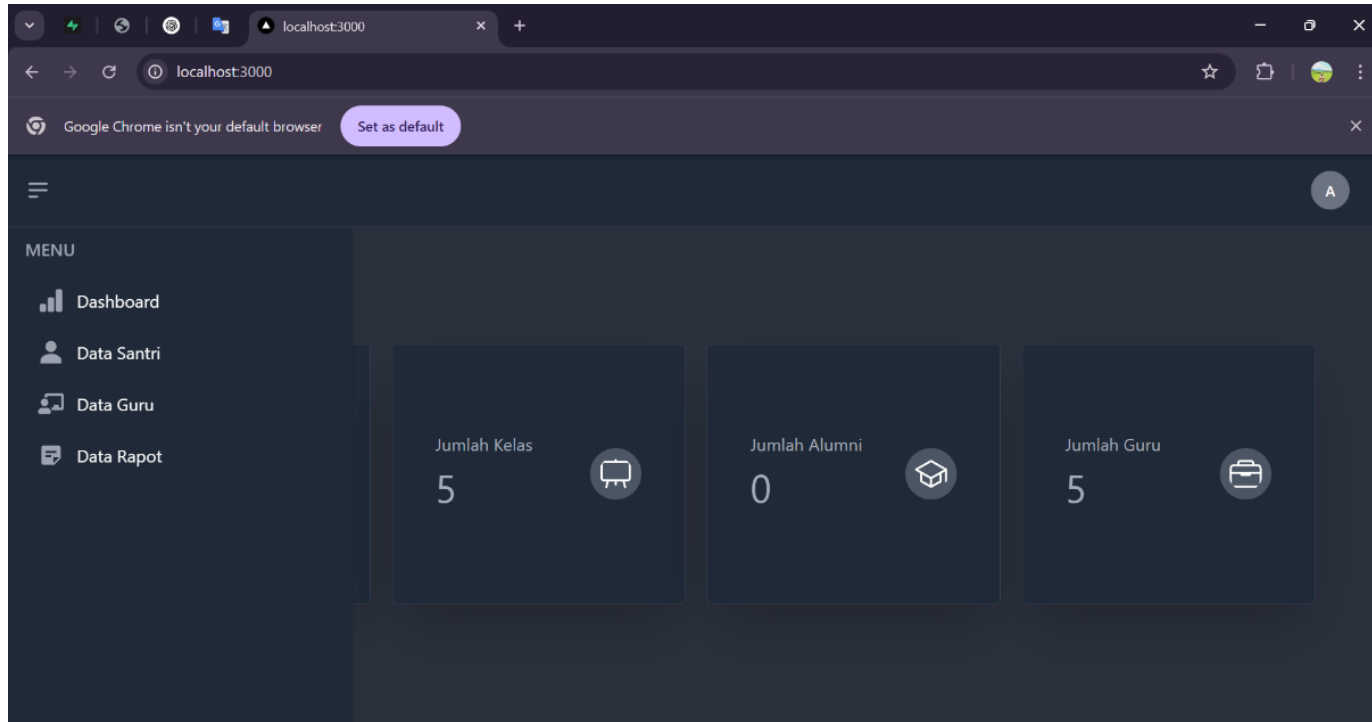 localhost:3000
localhost:3000
Google Chrome isn't your default browser
Set as default
A
MENU
Dashboard
Data Santri
Data Guru
Data Rapot
Jumlah Kelas
5
Jumlah Alumni
0
Jumlah Guru
5